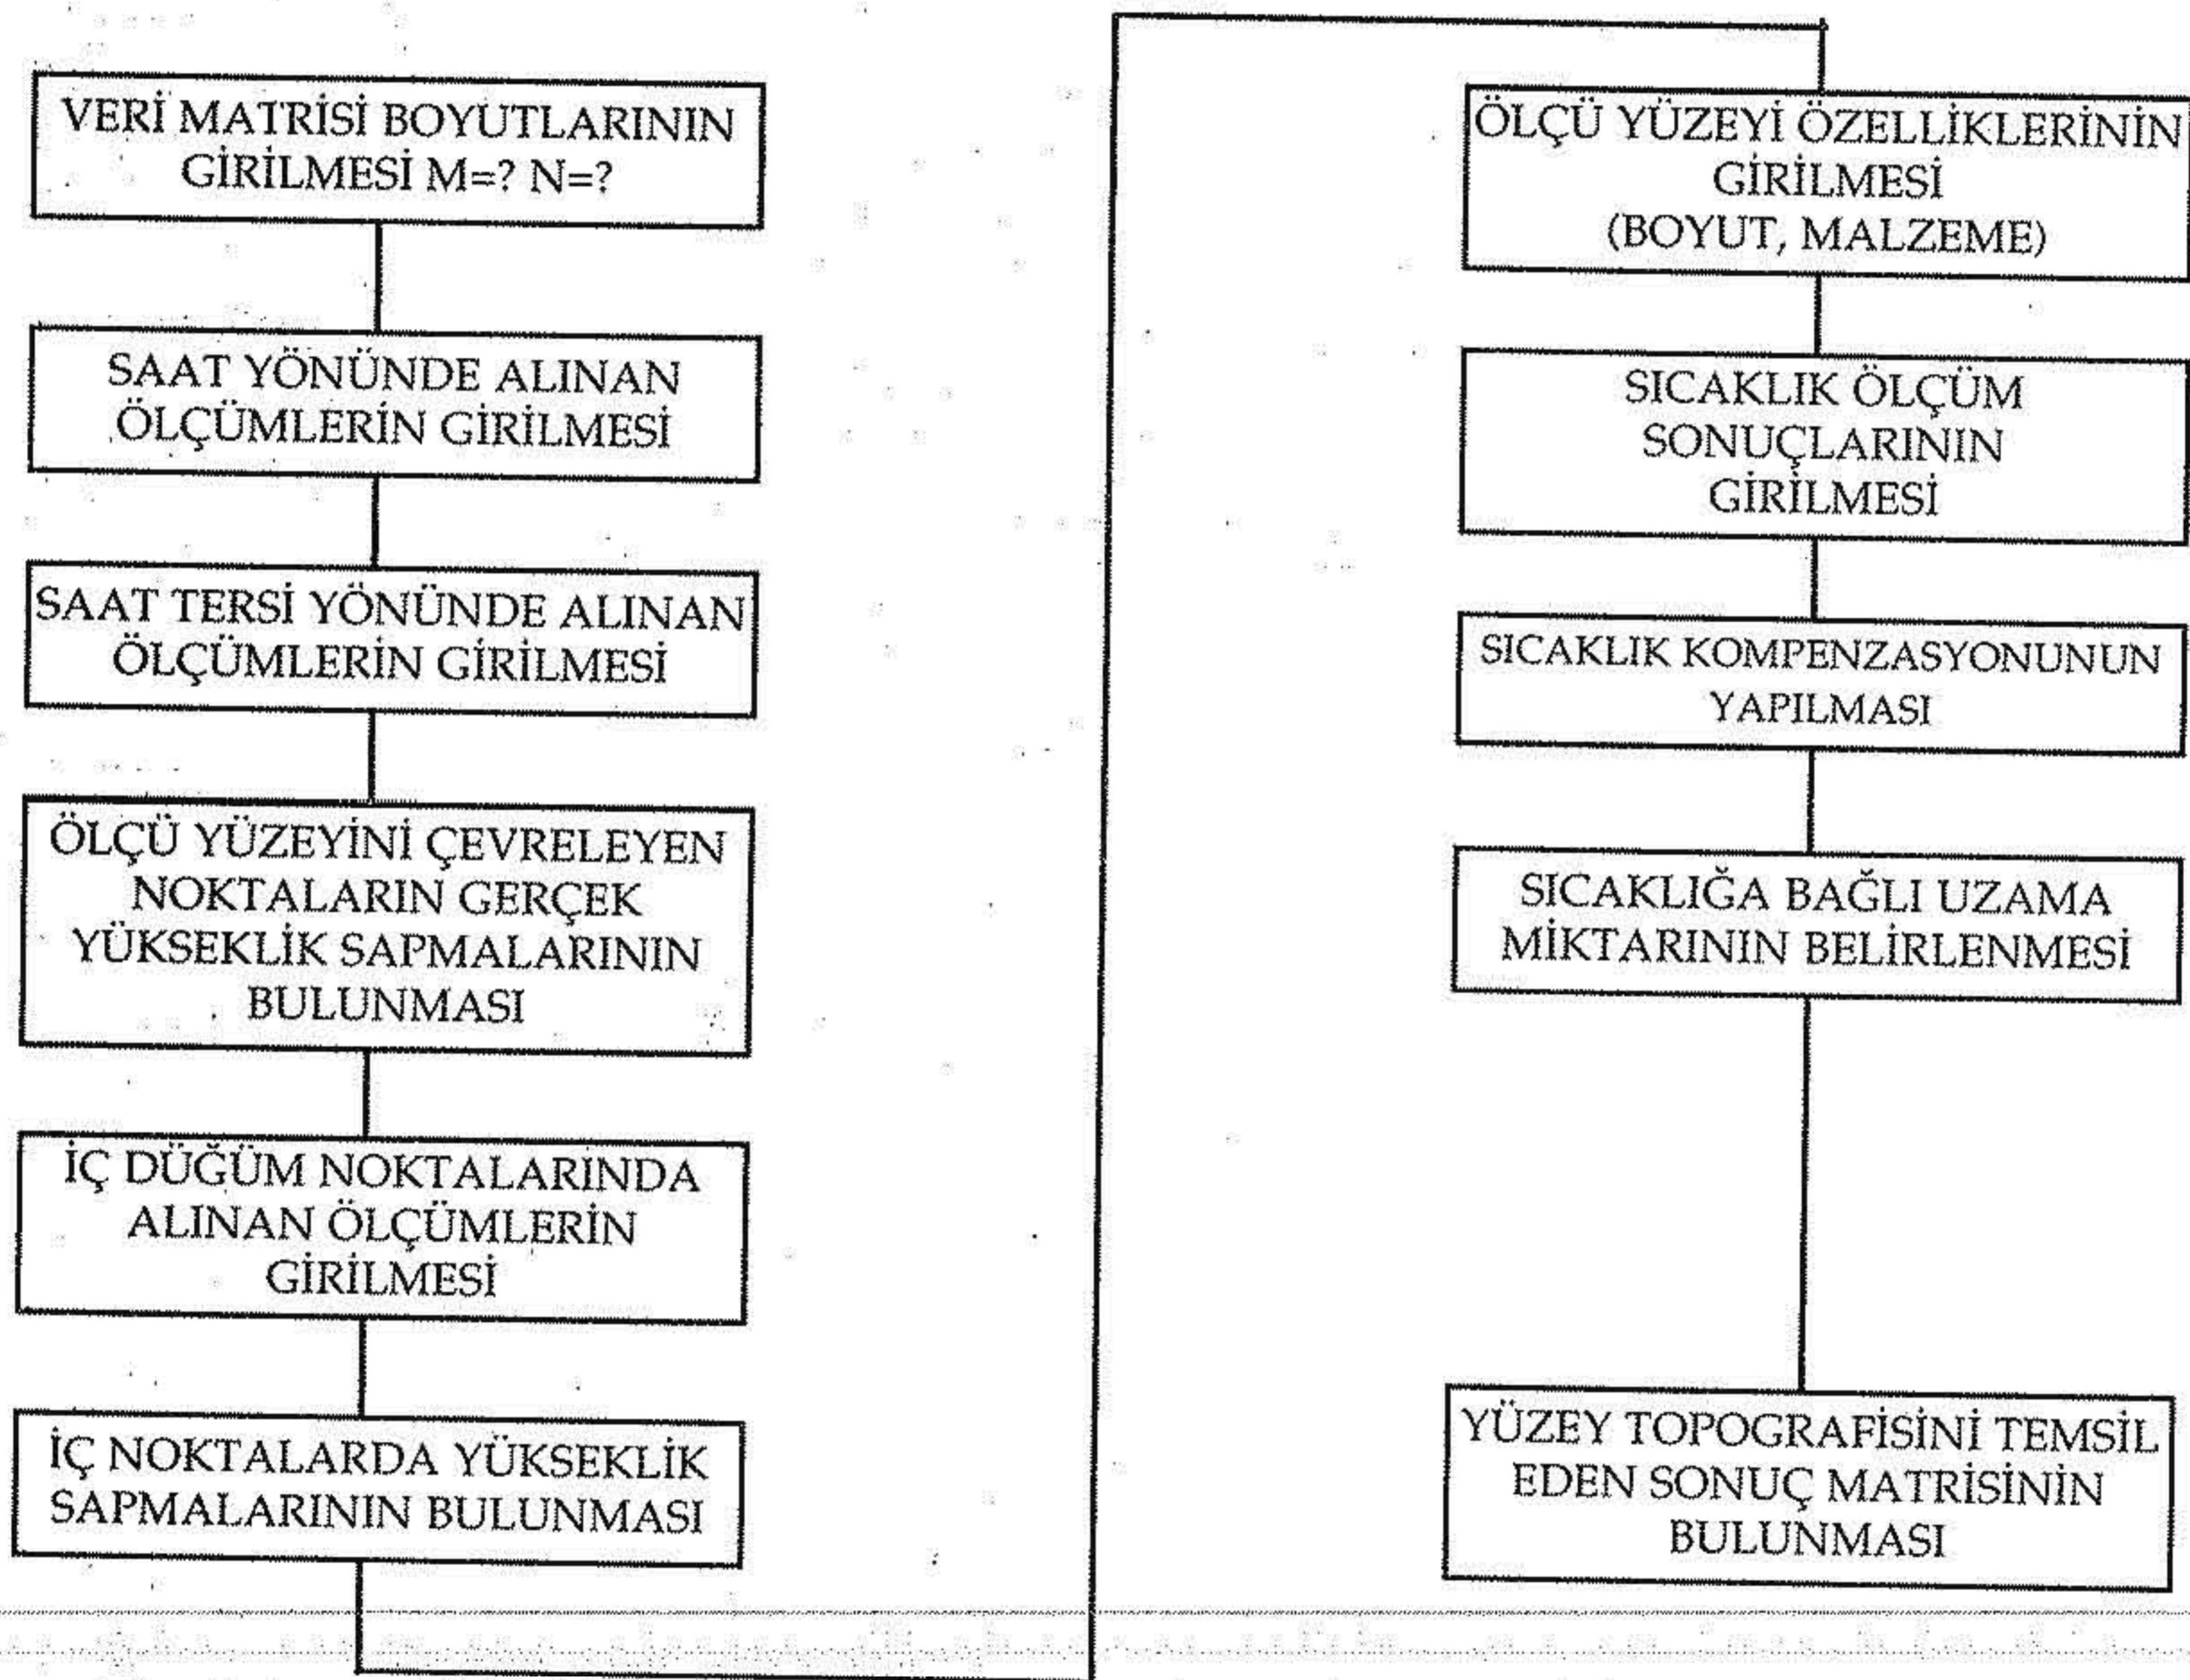 VERİ MATRİSİ BOYUTLARININ
GİRİLMESİ M=? N=?
SAAT YÖNÜNDE ALINAN
ÖLÇÜMLERİN GİRİLMESİ
SAAT TERSİ YÖNÜNDE ALINAN
ÖLÇÜMLERİN GİRİLMESİ
ÖLÇÜ YÜZEYİNİ ÇEVRELEYEN
NOKTALARIN GERÇEK
YÜKSEKLİK SAPMALARININ
BULUNMASI
İÇ DÜĞÜM NOKTALARINDA
ALINAN ÖLÇÜMLERİN
GİRİLMESİ
İÇ NOKTALARDA YÜKSEKLİK
SAPMALARININ BULUNMASI
ÖLÇÜ YÜZEYİ ÖZELLİKLERİNİN
GİRİLMESİ
(BOYUT, MALZEME)
SICAKLIK ÖLÇÜM
SONUÇLARININ
GİRİLMESİ
SICAKLIK KOMPENZASYONUNUN
YAPILMASI
SICAKLIĞA BAĞLI UZAMA
MİKTARININ BELİRLENMESİ
YÜZEY TOPOGRAFİSİNİ TEMSİL
EDEN SONUÇ MATRİSİNİN
BULUNMASI